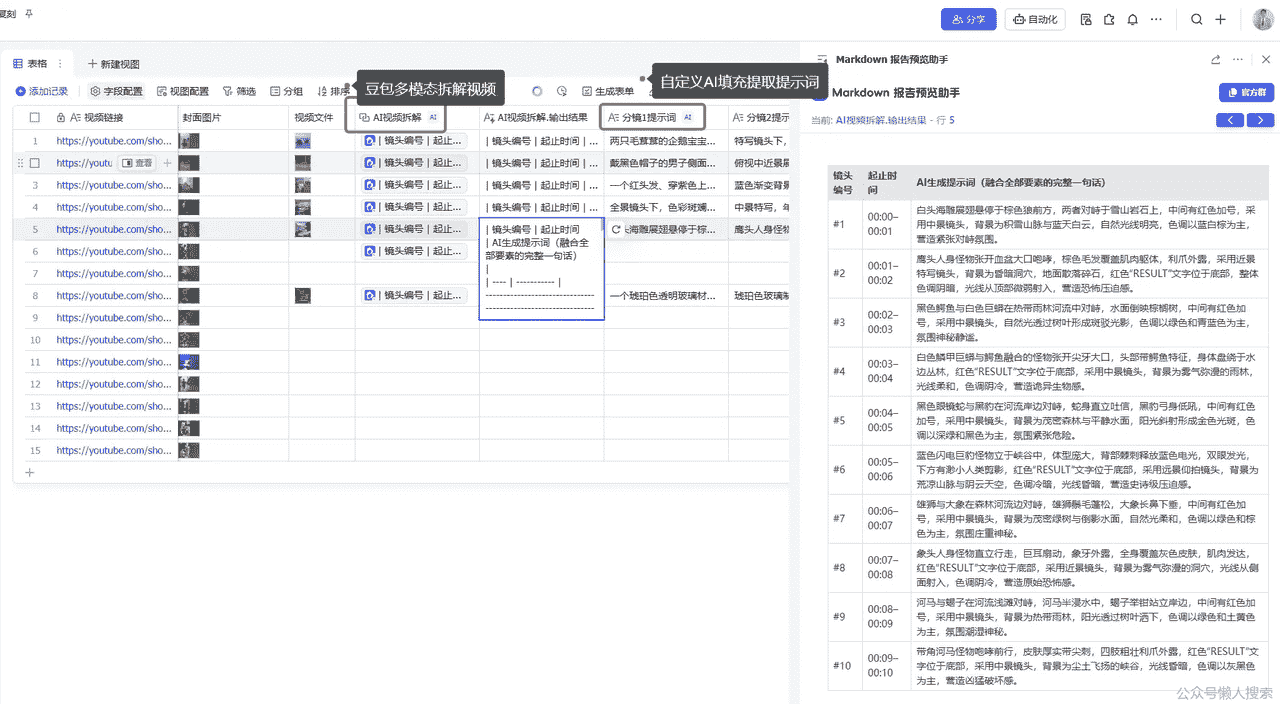 复刻
分享
自动化
表格
新建视图
添加记录
字段配置
视图配置
筛选
分组
排序
豆包多模态拆解视频
生成表单
自定义AI填充提取提示词
视频链接
封面图片
视频文件
AI视频拆解
AI
AI视频拆解.输出结果
分镜1提示词
AI
分镜2提示
1 https://youtube.com/sho... | 镜头编号 | 起止... | 镜头编号 | 起止时间 | ... 两只毛茸茸的企鹅宝宝... 特写镜头下，
https://youtu 查看 | 镜头编号 | 起止... | 镜头编号 | 起止时间 | ... 戴黑色帽子的男子侧面... 俯视中近景展
3 https://youtube.com/sho... | 镜头编号 | 起止... | 镜头编号 | 起止时间 | ... 一个红头发、穿紫色上... 蓝色渐变背景
4 https://youtube.com/sho... | 镜头编号 | 起止... | 镜头编号 | 起止时间 | ... 全景镜头下，色彩斑斓... 中景特写，年
5 https://youtube.com/sho... | 镜头编号 | 起止... | 镜头编号 | 起止时间 海雕展翅悬停于棕... 鹰头人身怪物
| AI生成提示词（融合全
部要素的完整一句话）
|
| ---- | ----------- |
6 https://youtube.com/sho... | 镜头编号 | 起止...
7 https://youtube.com/sho...
8 https://youtube.com/sho... | 镜头编号 | 起止... 一个琥珀色透明玻璃材... 琥珀色玻璃制
9 https://youtube.com/sho...
10 https://youtube.com/sho...
11 https://youtube.com/sho...
12 https://youtube.com/sho...
13 https://youtube.com/sho...
14 https://youtube.com/sho...
15 https://youtube.com/sho...
Markdown 报告预览助手
Markdown 报告预览助手
官方群
当前: AI视频拆解.输出结果 - 行 5
镜头编号 起止时间 AI生成提示词（融合全部要素的完整一句话）
#1 00:00–00:01 白头海雕展翅悬停于棕色狼前方，两者对峙于雪山岩石上，中间有红色加号，采
用中景镜头，背景为积雪山脉与蓝天白云，自然光线明亮，色调以蓝白棕为主，
营造紧张对峙氛围。
#2 00:01–00:02 鹰头人身怪物张开血盆大口咆哮，棕色毛发覆盖肌肉躯体，利爪外露，采用近景
特写镜头，背景为昏暗洞穴，地面散落碎石，红色“RESULT”文字位于底部，整体
色调阴暗，光线从顶部微弱射入，营造恐怖压迫感。
#3 00:02–00:03 黑色鳄鱼与白色巨蟒在热带雨林河流中对峙，水面倒映棕榈树，中间有红色加
号，采用中景镜头，自然光透过树叶形成斑驳光影，色调以绿色和青蓝色为主，
氛围神秘静谧。
#4 00:03–00:04 白色鳞甲巨蟒与鳄鱼融合的怪物张开尖牙大口，头部带鳄鱼特征，身体盘绕于水
边丛林，红色“RESULT”文字位于底部，采用中景镜头，背景为雾气弥漫的雨林，
光线柔和，色调阴冷，营造诡异生物感。
#5 00:04–00:05 黑色眼镜蛇与黑豹在河流岸边对峙，蛇身直立吐信，黑豹弓身低吼，中间有红色
加号，采用中景镜头，背景为茂密森林与平静水面，阳光斜射形成金色光斑，色
调以深绿和黑色为主，氛围紧张危险。
#6 00:05–00:06 蓝色闪电巨豹怪物立于峡谷中，体型庞大，背部棘刺释放蓝色电光，双眼发光，
下方有渺小人类剪影，红色“RESULT”文字位于底部，采用远景仰拍镜头，背景为
荒凉山脉与阴云天空，色调冷暗，光线昏暗，营造史诗级压迫感。
#7 00:06–00:07 雄狮与大象在森林河流边对峙，雄狮鬃毛蓬松，大象长鼻下垂，中间有红色加
号，采用中景镜头，背景为茂密绿树与倒影水面，自然光柔和，色调以绿色和棕
色为主，氛围庄重神秘。
#8 00:07–00:08 象头人身怪物直立行走，巨耳扇动，象牙外露，全身覆盖灰色皮肤，肌肉发达，
红色“RESULT”文字位于底部，采用近景镜头，背景为雾气弥漫的洞穴，光线从侧
面射入，色调阴冷，营造原始恐怖感。
#9 00:08–00:09 河马与蝎子在河流浅滩对峙，河马半浸水中，蝎子举钳站立岸边，中间有红色加
号，采用中景镜头，背景为热带雨林，阳光透过树叶洒下，色调以绿色和土黄色
为主，氛围潮湿神秘。
#10 00:09–00:10 带角河马怪物咆哮前行，皮肤厚实带尖刺，四肢粗壮利爪外露，红色“RESULT”文
字位于底部，采用中景镜头，背景为尘土飞扬的峡谷，光线昏暗，色调以灰黑色
为主，营造凶猛破坏感。
公众号懒人搜索